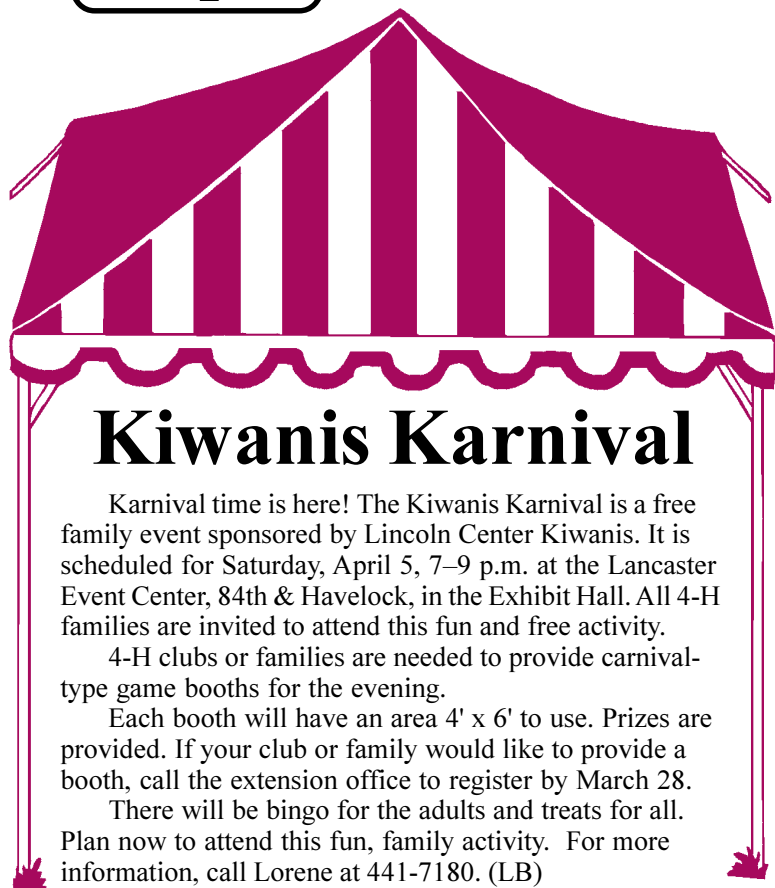 Kiwanis Karnival
Karnival time is here! The Kiwanis Karnival is a free
family event sponsored by Lincoln Center Kiwanis. It is
scheduled for Saturday, April 5, 7–9 p.m. at the Lancaster
Event Center, 84th & Havelock, in the Exhibit Hall. All 4-H
families are invited to attend this fun and free activity.
4-H clubs or families are needed to provide carnival-
type game booths for the evening.
Each booth will have an area 4' x 6' to use. Prizes are
provided. If your club or family would like to provide a
booth, call the extension office to register by March 28.
There will be bingo for the adults and treats for all.
Plan now to attend this fun, family activity.  For more
information, call Lorene at 441-7180. (LB)